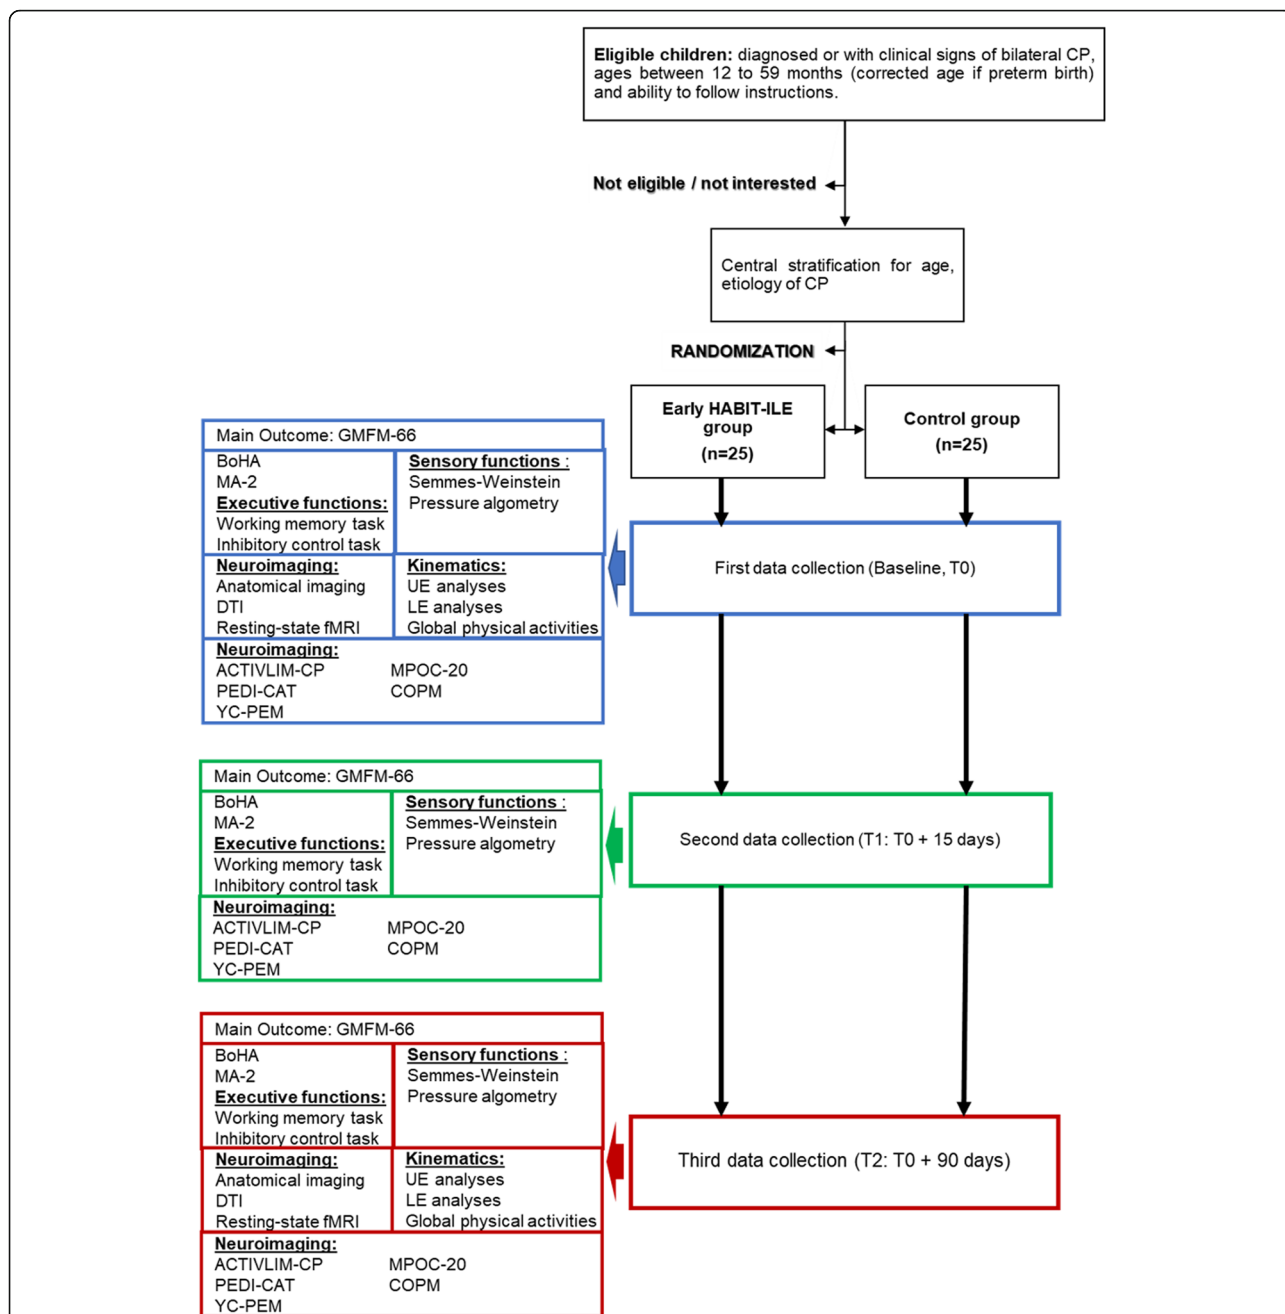 Eligible children: diagnosed or with clinical signs of bilateral CP,
ages between 12 to 59 months (corrected age if preterm birth)
and ability to follow instructions.
Not eligible / not interested
Central stratification for age,
etiology of CP
RANDOMIZATION
Early HABIT-ILE
group
(n=25)
Control group
(n=25)
Main Outcome: GMFM-66
BoHA
MA-2
Executive functions:
Working memory task
Inhibitory control task
Sensory functions :
Semmes-Weinstein
Pressure algometry
Neuroimaging:
Anatomical imaging
DTI
Resting-state fMRI
Kinematics:
UE analyses
LE analyses
Global physical activities
Neuroimaging:
ACTIVLIM-CP MPOC-20
PEDI-CAT COPM
YC-PEM
First data collection (Baseline, T0)
Main Outcome: GMFM-66
BoHA
MA-2
Executive functions:
Working memory task
Inhibitory control task
Sensory functions :
Semmes-Weinstein
Pressure algometry
Neuroimaging:
ACTIVLIM-CP MPOC-20
PEDI-CAT COPM
YC-PEM
Second data collection (T1: T0 + 15 days)
Main Outcome: GMFM-66
BoHA
MA-2
Executive functions:
Working memory task
Inhibitory control task
Sensory functions :
Semmes-Weinstein
Pressure algometry
Neuroimaging:
Anatomical imaging
DTI
Resting-state fMRI
Kinematics:
UE analyses
LE analyses
Global physical activities
Neuroimaging:
ACTIVLIM-CP MPOC-20
PEDI-CAT COPM
YC-PEM
Third data collection (T2: T0 + 90 days)